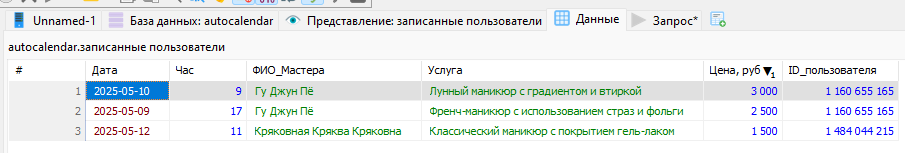 Unnamed-1 База данных: autocalendar Представление: записанные пользователи Данные Запрос*
autocalendar.записанные пользователи
# Дата Час ФИО_Мастера Услуга Цена, руб ▼1 ID_пользователя
1 2025-05-10 9 Гу Джун Пё Лунный маникюр с градиентом и втиркой 3 000 1 160 655 165
2 2025-05-09 17 Гу Джун Пё Френч-маникюр с использованием страз и фольги 2 500 1 160 655 165
3 2025-05-12 11 Кряковная Кряква Кряковна Классический маникюр с покрытием гель-лаком 1 500 1 484 044 215